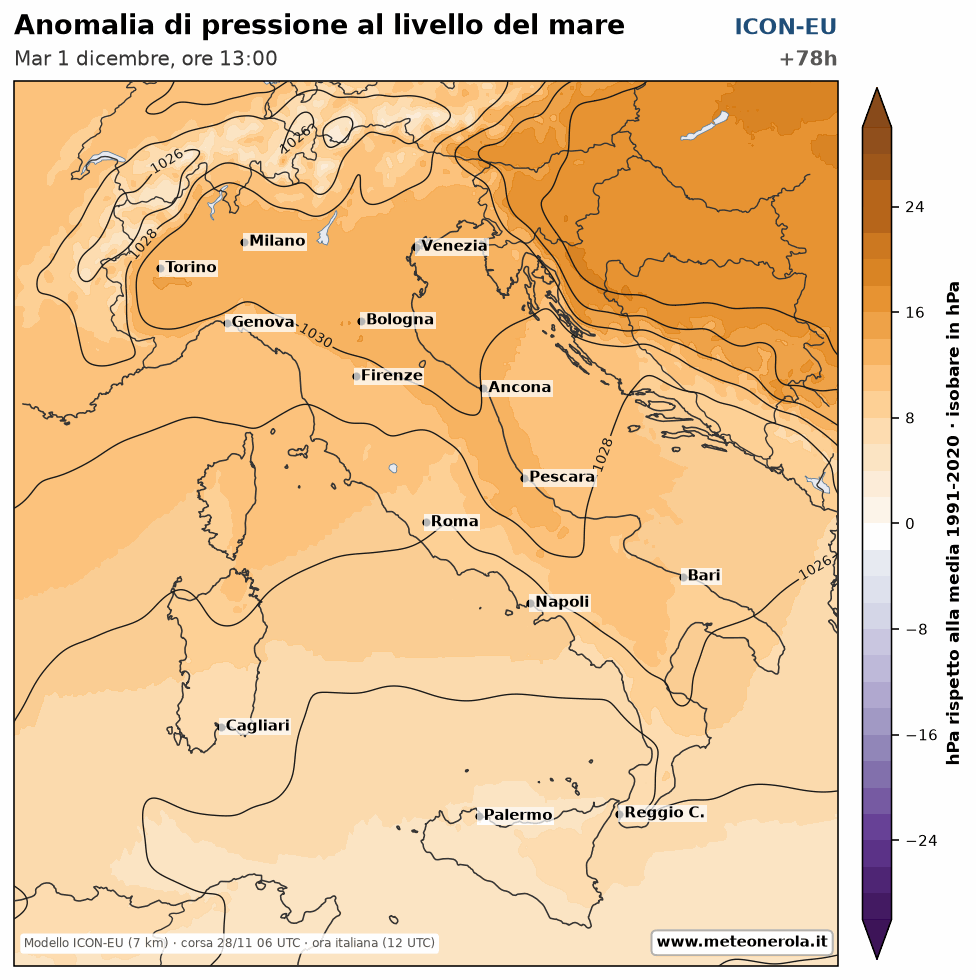 Anomalia di pressione al livello del mare
ICON-EU
Mar 1 dicembre, ore 13:00
+78h
1026
1026
1028
Milano
Venezia
Torino
Genova
1030
Bologna
Firenze
Ancona
1028
Pescara
Roma
Bari
1026
Napoli
Cagliari
Palermo
Reggio C.
Modello ICON-EU (7 km) · corsa 28/11 06 UTC · ora italiana (12 UTC)
www.meteonerola.it
24
16
8
0
−8
−16
−24
hPa rispetto alla media 1991-2020 · isobare in hPa